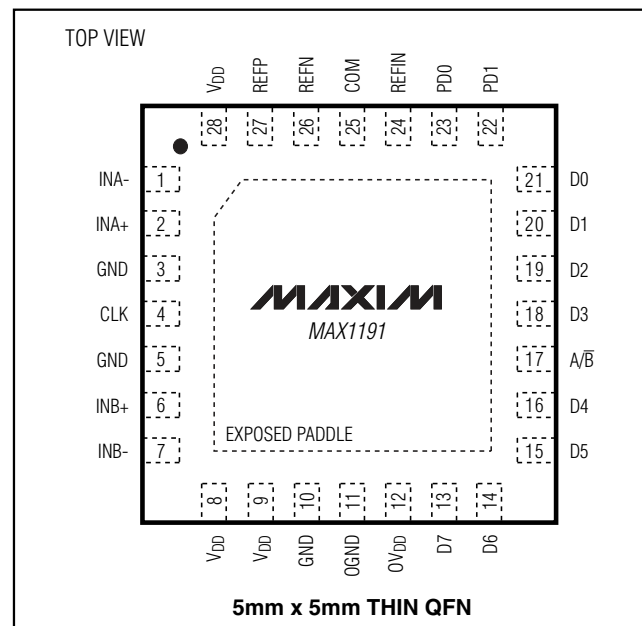 TOP VIEW
VDD REFP REFN COM REFIN PD0 PD1
28 27 26 25 24 23 22
INA- 1 21 D0
INA+ 2 20 D1
GND 3 19 D2
CLK 4 18 D3
GND 5 17 A/B̅
INB+ 6 16 D4
INB- 7 15 D5
MAXIM
MAX1191
EXPOSED PADDLE
8 9 10 11 12 13 14
VDD VDD GND OGND OVDD D7 D6
5mm x 5mm THIN QFN